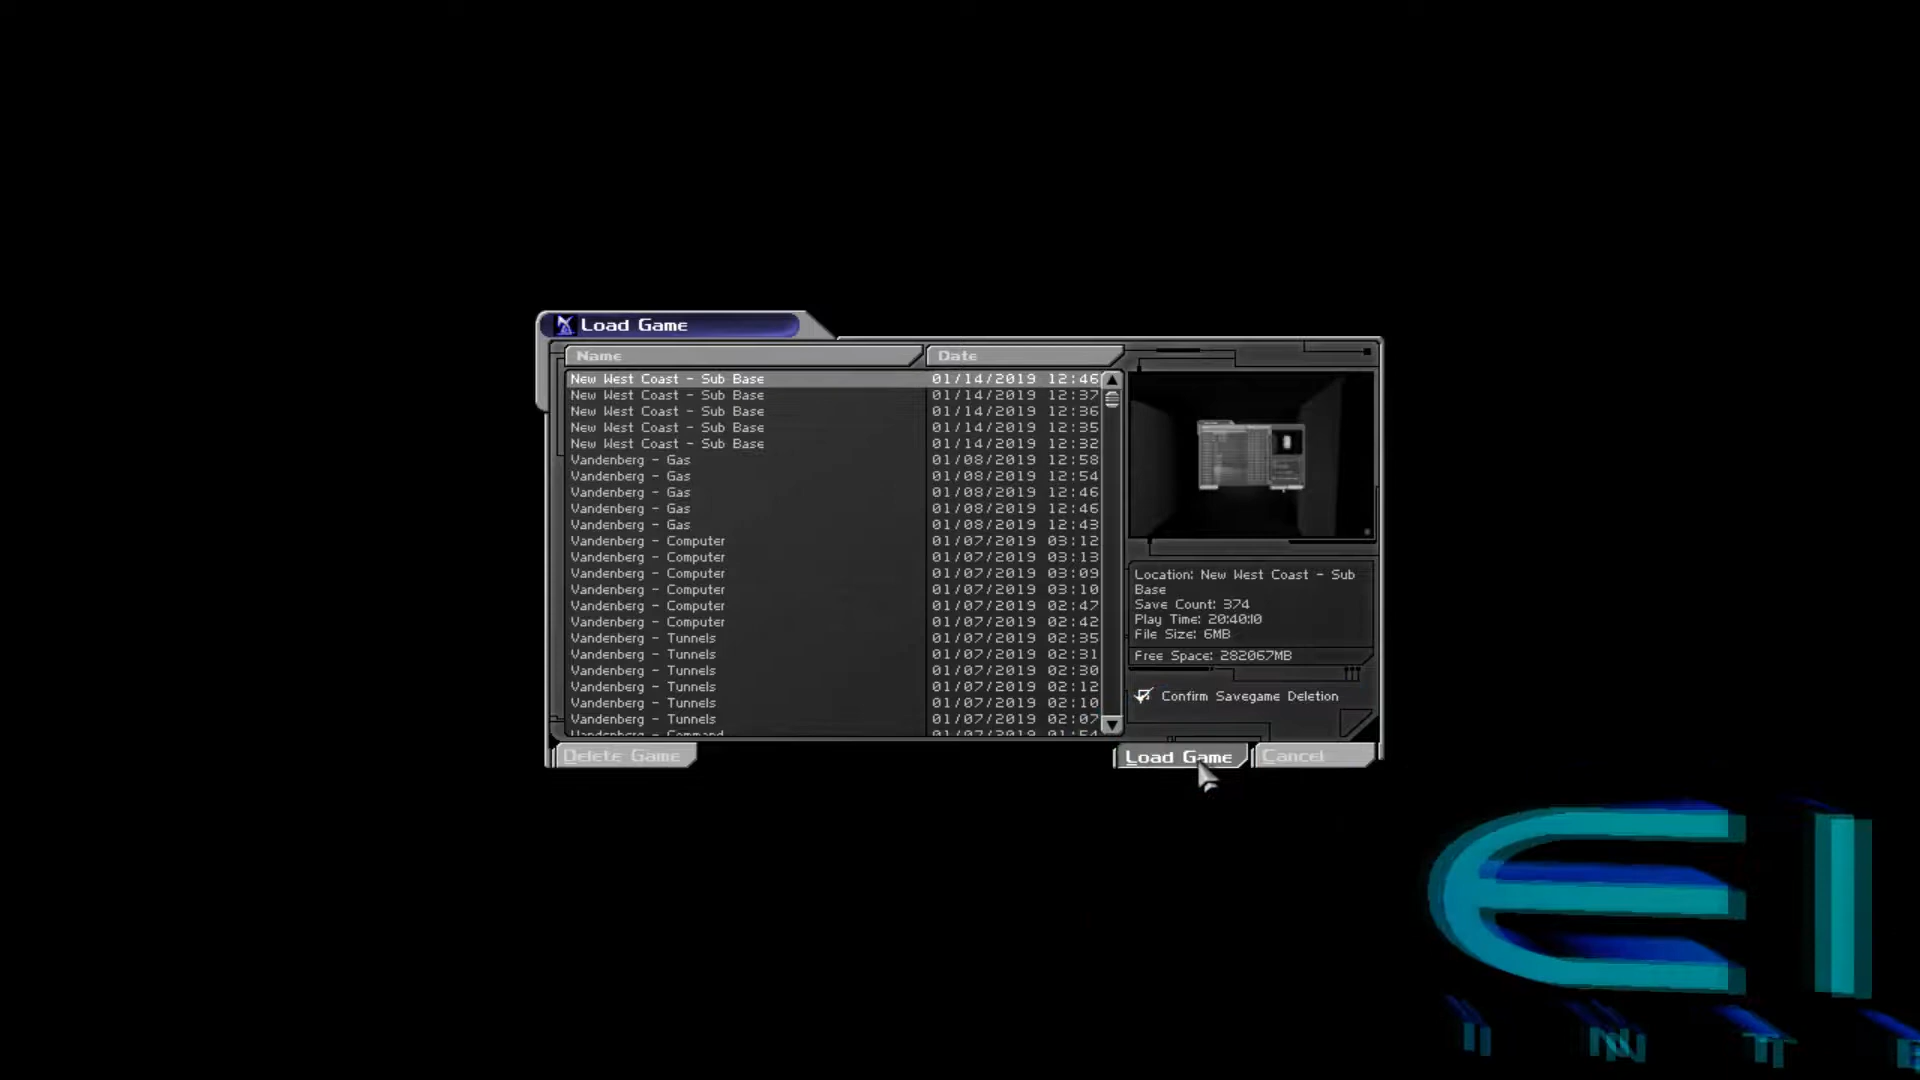 Load Game
Name Date
New West Coast - Sub Base 01/14/2019 12:46
New West Coast - Sub Base 01/14/2019 12:37
New West Coast - Sub Base 01/14/2019 12:36
New West Coast - Sub Base 01/14/2019 12:35
New West Coast - Sub Base 01/14/2019 12:32
Vandenberg - Gas 01/08/2019 12:58
Vandenberg - Gas 01/08/2019 12:54
Vandenberg - Gas 01/08/2019 12:46
Vandenberg - Gas 01/08/2019 12:46
Vandenberg - Gas 01/08/2019 12:43
Vandenberg - Computer 01/07/2019 03:12
Vandenberg - Computer 01/07/2019 03:13
Vandenberg - Computer 01/07/2019 03:09
Vandenberg - Computer 01/07/2019 03:10
Vandenberg - Computer 01/07/2019 02:47
Vandenberg - Computer 01/07/2019 02:42
Vandenberg - Tunnels 01/07/2019 02:35
Vandenberg - Tunnels 01/07/2019 02:31
Vandenberg - Tunnels 01/07/2019 02:30
Vandenberg - Tunnels 01/07/2019 02:12
Vandenberg - Tunnels 01/07/2019 02:10
Vandenberg - Tunnels 01/07/2019 02:07
Vandenberg - Command 01/07/2019 01:54
Location: New West Coast - Sub
Base
Save Count: 374
Play Time: 20:40:10
File Size: 6MB
Free Space: 282067MB
Confirm Savegame Deletion
Delete Game
Load Game
Cancel
EI
INTE